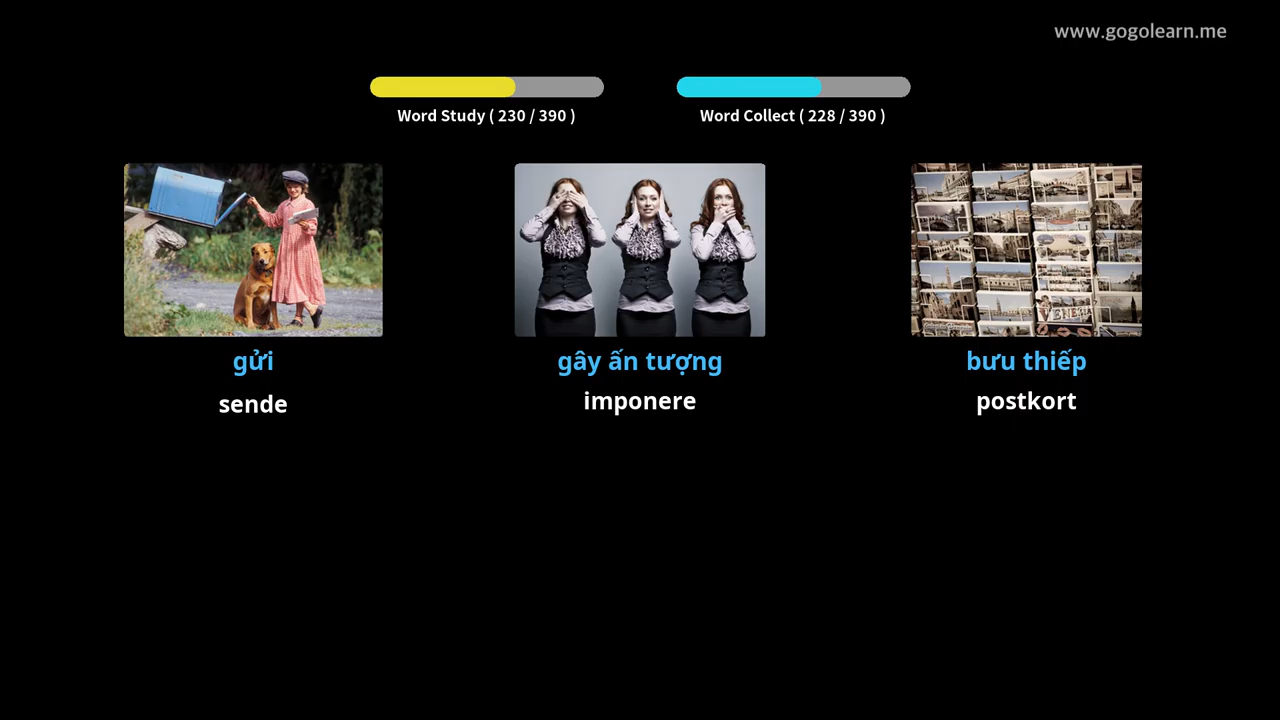 www.gogolearn.me
Word Study ( 230 / 390 )
Word Collect ( 228 / 390 )
VENEZIA
gửi
gây ấn tượng
bưu thiếp
sende
imponere
postkort